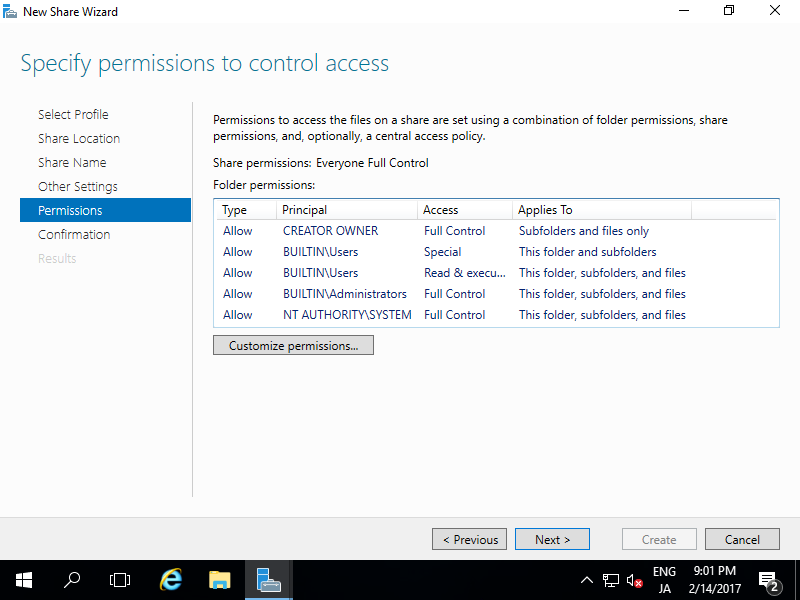 New Share Wizard
Specify permissions to control access
Select Profile
Share Location
Share Name
Other Settings
Permissions
Confirmation
Results
Permissions to access the files on a share are set using a combination of folder permissions, share
permissions, and, optionally, a central access policy.
Share permissions: Everyone Full Control
Folder permissions:
Type Principal Access Applies To
Allow CREATOR OWNER Full Control Subfolders and files only
Allow BUILTIN\Users Special This folder and subfolders
Allow BUILTIN\Users Read & execu... This folder, subfolders, and files
Allow BUILTIN\Administrators Full Control This folder, subfolders, and files
Allow NT AUTHORITY\SYSTEM Full Control This folder, subfolders, and files
Customize permissions...
< Previous Next > Create Cancel
ENG 9:01 PM
JA 2/14/2017 2